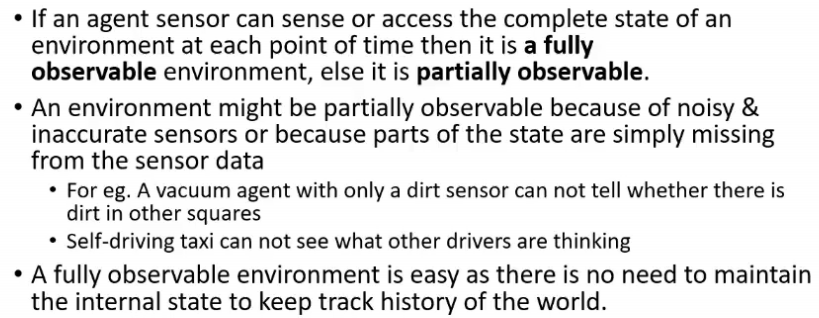 • If an agent sensor can sense or access the complete state of an
environment at each point of time then it is a fully
observable environment, else it is partially observable.
• An environment might be partially observable because of noisy &
inaccurate sensors or because parts of the state are simply missing
from the sensor data
• For eg. A vacuum agent with only a dirt sensor can not tell whether there is
dirt in other squares
• Self-driving taxi can not see what other drivers are thinking
• A fully observable environment is easy as there is no need to maintain
the internal state to keep track history of the world.